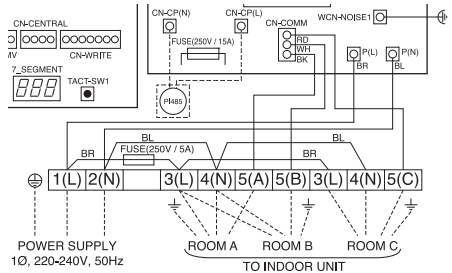 CN-CENTRAL
CN-CP(N)
CN-CP(L)
CN-COMM
WCN-NOISE1
MV
CN-WRITE
FUSE(250V / 15A)
RD
WH
BK
P(L)
P(N)
BR
BL
7_SEGMENT
TACT-SW1
PI485
BR
BL
FUSE(250V / 5A)
BR
BL
1(L) 2(N) 3(L) 4(N) 5(A) 5(B) 3(L) 4(N) 5(C)
POWER SUPPLY
1Ø, 220-240V, 50Hz
ROOM A
ROOM B
ROOM C
TO INDOOR UNIT